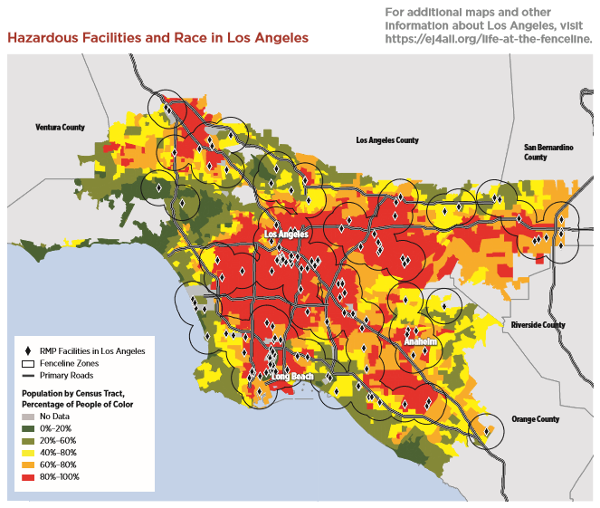 For additional maps and other
information about Los Angeles, visit
https://ej4all.org/life-at-the-fenceline.
Hazardous Facilities and Race in Los Angeles
Ventura County
Los Angeles County
San Bernardino
County
Los Angeles
Riverside County
Anaheim
Long Beach
Orange County
RMP Facilities in Los Angeles
Fenceline Zones
Primary Roads
Population by Census Tract,
Percentage of People of Color
No Data
0%-20%
20%-60%
40%-80%
60%-80%
80%-100%